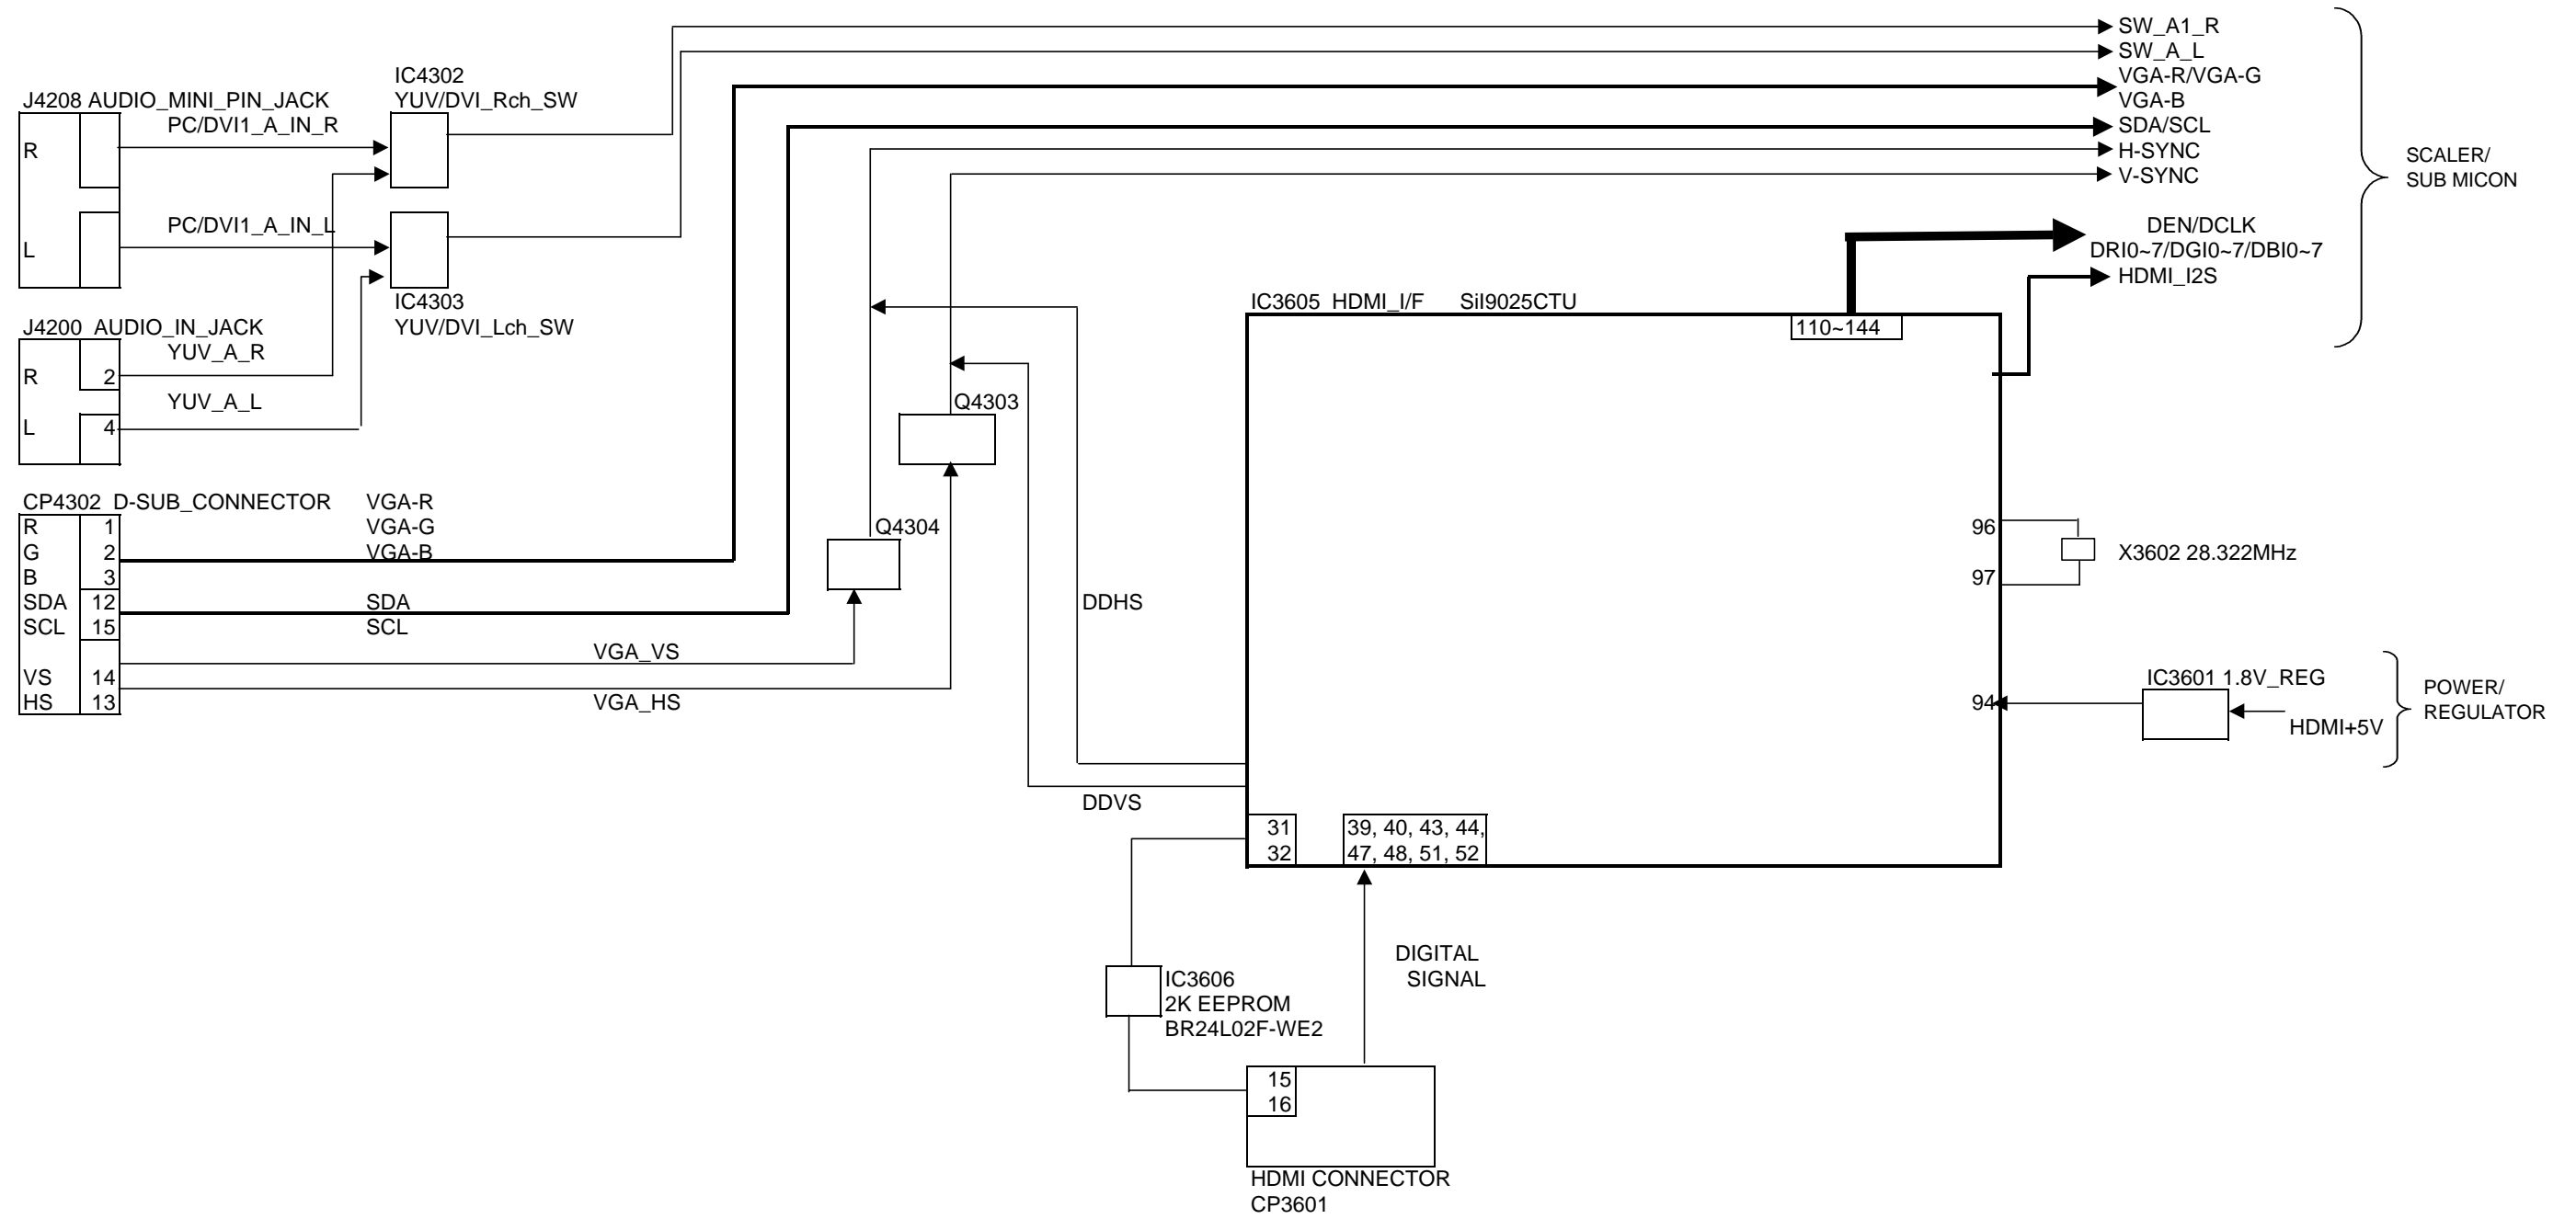 SW_A1_R
SW_A_L
IC4302
VGA-R/VGA-G
J4208 AUDIO_MINI_PIN_JACK
YUV/DVI_Rch_SW
VGA-B
PC/DVI1_A_IN_R
SDA/SCL
R
H-SYNC
SCALER/
V-SYNC
SUB MICON
PC/DVI1_A_IN_L
DEN/DCLK
L
DRI0~7/DGI0~7/DBI0~7
HDMI_I2S
IC4303
IC3605 HDMI_I/F SiI9025CTU
J4200 AUDIO_IN_JACK
YUV/DVI_Lch_SW
110~144
YUV_A_R
R 2
YUV_A_L
Q4303
L 4
CP4302 D-SUB_CONNECTOR
VGA-R
R 1
VGA-G
Q4304
96
G 2
VGA-B
X3602 28.322MHz
B 3
97
SDA 12
SDA
DDHS
SCL 15
SCL
VGA_VS
VS 14
IC3601 1.8V_REG
POWER/
HS 13
VGA_HS
94
REGULATOR
HDMI+5V
DDVS
31
39, 40, 43, 44,
32
47, 48, 51, 52
DIGITAL
SIGNAL
IC3606
2K EEPROM
BR24L02F-WE2
15
16
HDMI CONNECTOR
CP3601